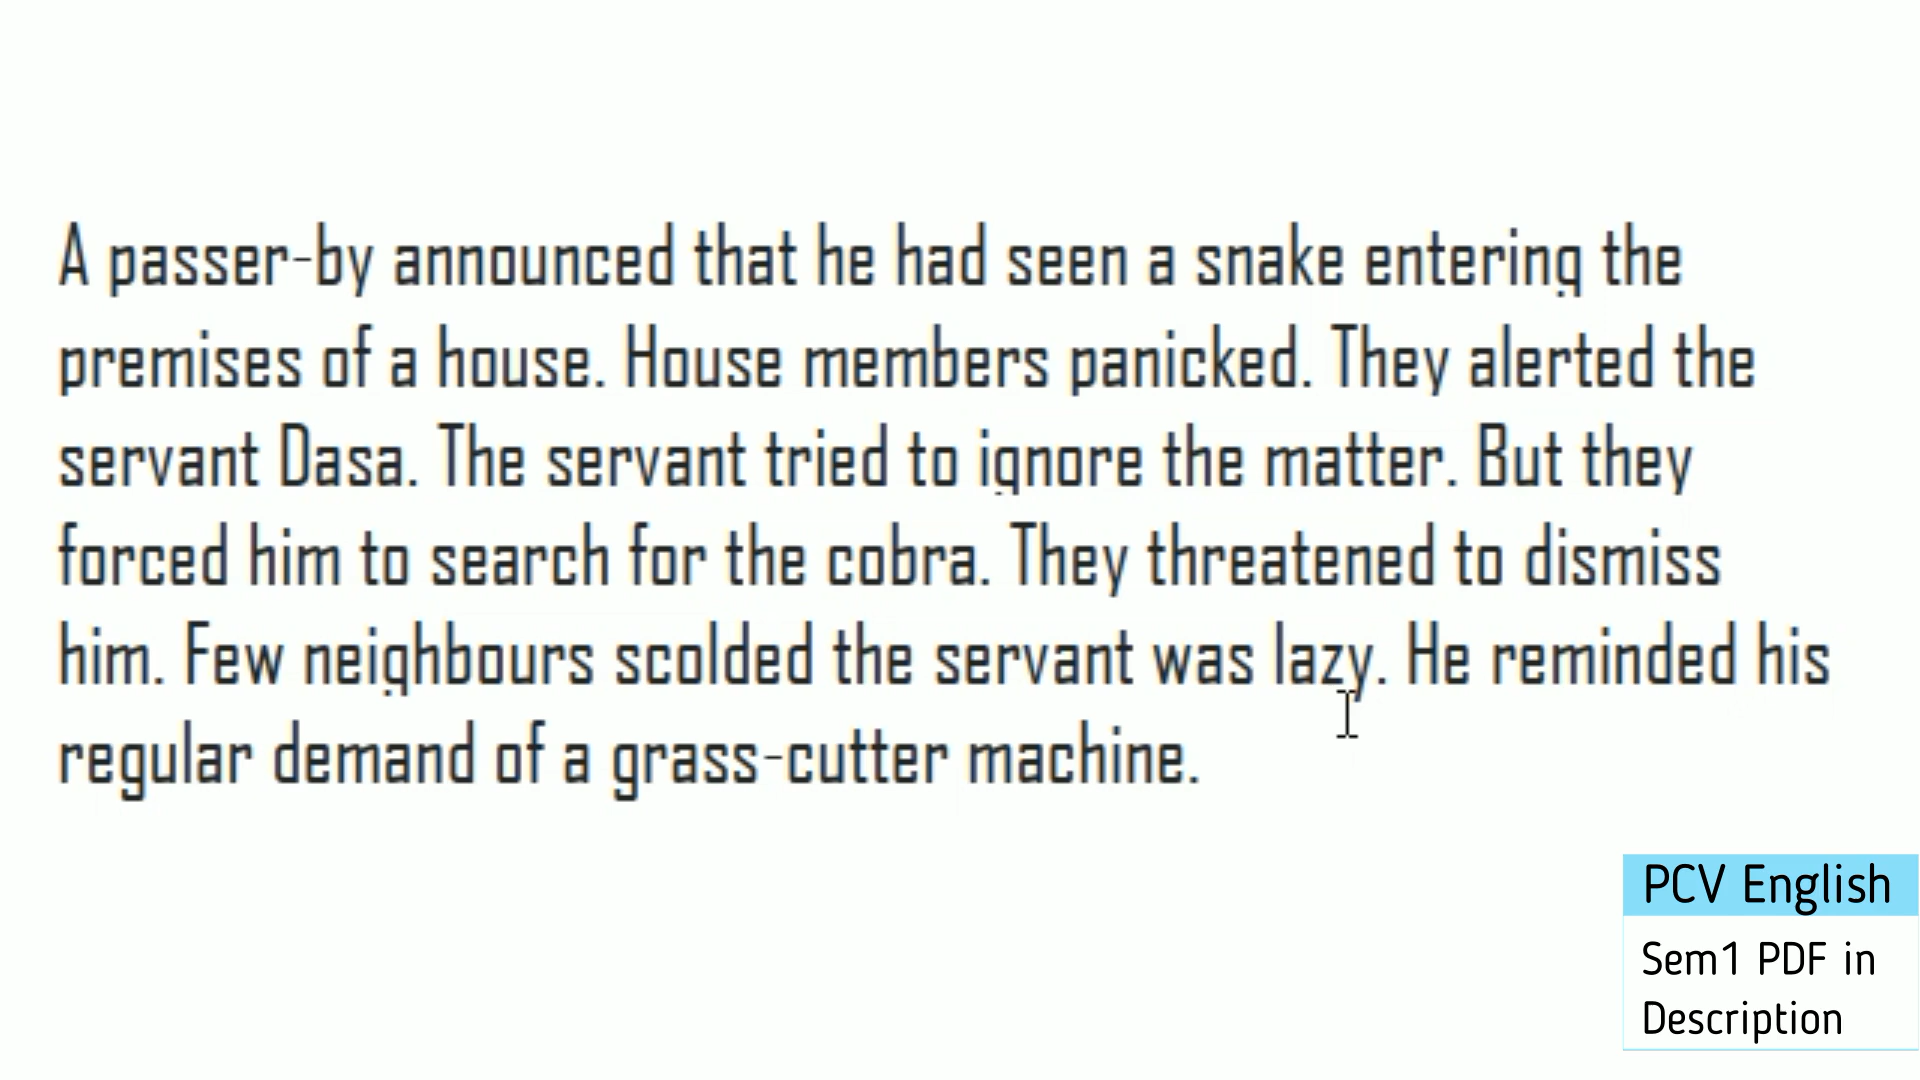 A passer-by announced that he had seen a snake entering the
premises of a house. House members panicked. They alerted the
servant Dasa. The servant tried to ignore the matter. But they
forced him to search for the cobra. They threatened to dismiss
him. Few neighbours scolded the servant was lazy. He reminded his
regular demand of a grass-cutter machine.
PCV English
Sem1 PDF in
Description